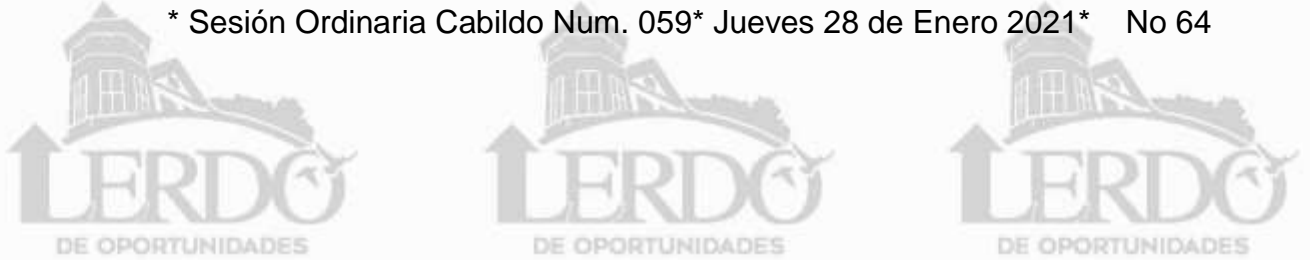 * Sesión Ordinaria Cabildo Num. 059* Jueves 28 de Enero 2021*    No 64
LERDO LERDO LERDO
DE OPORTUNIDADES DE OPORTUNIDADES DE OPORTUNIDADES